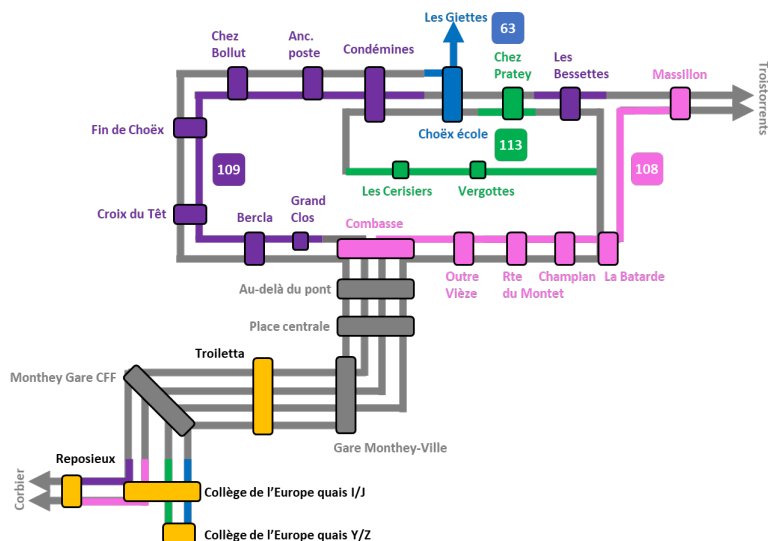 Les Giettes
63
Chez
Bollut
Anc.
poste
Condémines
Chez
Pratey
Les
Bessettes
Massillon
Troistorrents
Fin de Choëx
Choëx école
113
109
Les Cerisiers
Vergottes
108
Croix du Têt
Bercla
Grand
Clos
Combasse
Outre
Vièze
Rte
du Montet
Champlan
La Batarde
Au-delà du pont
Place centrale
Troiletta
Monthey Gare CFF
Gare Monthey-Ville
Reposieux
Corbier
Collège de l'Europe quais I/J
Collège de l'Europe quais Y/Z